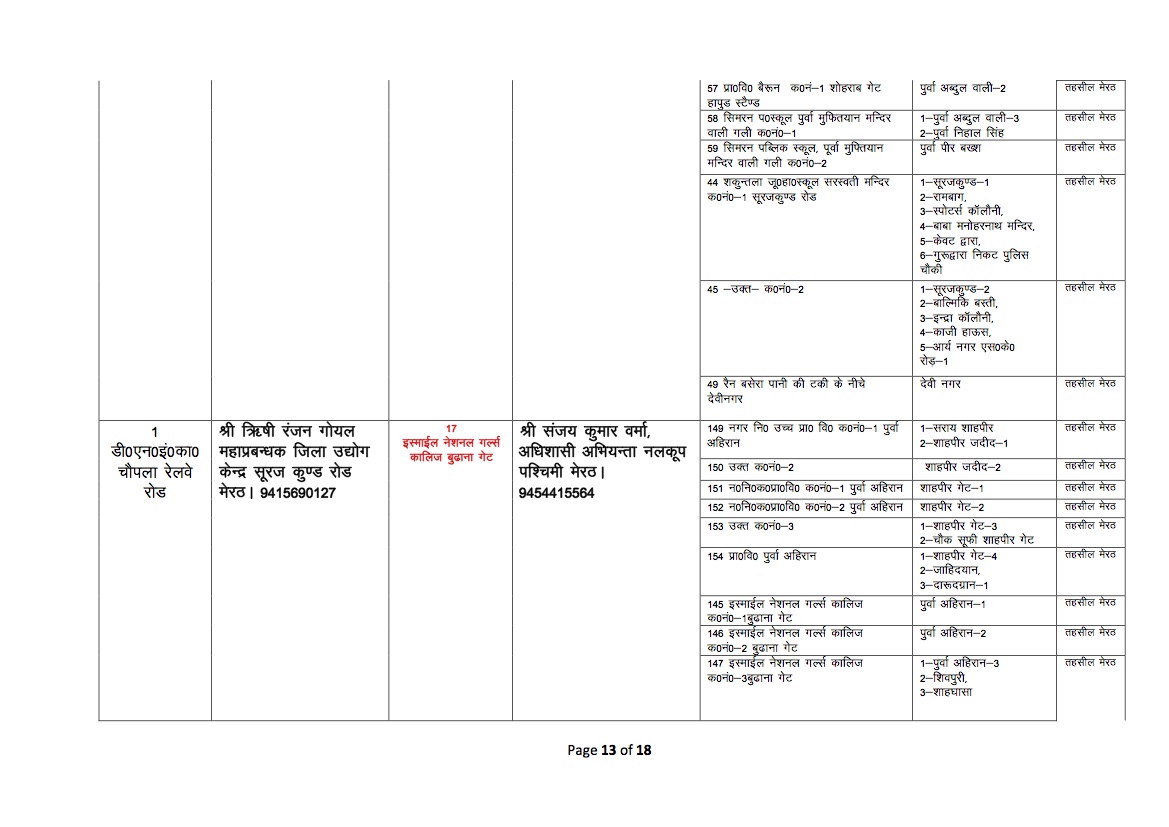 57 प्रा0वि0 बैरून क0नं–1 शोहराब गेट
हापुड स्टैण्ड
पुर्वा अब्दुल वाली–2
तहसील मेरठ
58 सिमरन प0स्कूल पुर्वा मुफितयान मन्दिर
वाली गली क0नं0–1
1–पुर्वा अब्दुल वाली–3
2–पुर्वा निहाल सिंह
तहसील मेरठ
59 सिमरन पब्लिक स्कूल, पूर्वा मुफ्तियान
मन्दिर वाली गली क0नं0–2
पुर्वा पीर बख्श
तहसील मेरठ
44 शकुन्तला जू0हा0स्कूल सरस्वती मन्दिर
क0नं0–1 सूरजकुण्ड रोड
1–सूरजकुण्ड–1
2–रामबाग,
3–स्पोटर्स कॉलौनी,
4–बाबा मनोहरनाथ मन्दिर,
5–केवट द्वारा,
6–गुरूद्वारा निकट पुलिस
चौकी
तहसील मेरठ
45 –उक्त– क0नं0–2
1–सूरजकुण्ड–2
2–बाल्मिकि बस्ती,
3–इन्द्रा कॉलौनी,
4–काजी हाऊस,
5–आर्य नगर एस0के0
रोड़–1
तहसील मेरठ
49 रैन बसेरा पानी की टकी के नीचे
देवीनगर
देवी नगर
तहसील मेरठ
1
डी0एन0इं0का0
चौपला रेलवे
रोड
श्री ऋिषी रंजन गोयल
महाप्रबन्धक जिला उद्योग
केन्द्र सूरज कुण्ड रोड
मेरठ। 9415690127
17
इस्माईल नेशनल गर्ल्स
कालिज बुढाना गेट
श्री संजय कुमार वर्मा,
अधिशासी अभियन्ता नलकूप
पश्चिमी मेरठ।
9454415564
149 नगर नि0 उच्च प्रा0 वि0 क0नं0–1 पुर्वा
अहिरान
1–सराय शाहपीर
2–शाहपीर जदीद–1
तहसील मेरठ
150 उक्त क0नं0–2
शाहपीर जदीद–2
तहसील मेरठ
151 न0नि0क0प्रा0वि0 क0नं0–1 पुर्वा अहिरान
शाहपीर गेट–1
तहसील मेरठ
152 न0नि0क0प्रा0वि0 क0नं0–2 पुर्वा अहिरान
शाहपीर गेट–2
तहसील मेरठ
153 उक्त क0नं0–3
1–शाहपीर गेट–3
2–चौक सूफी शाहपीर गेट
तहसील मेरठ
154 प्रा0वि0 पुर्वा अहिरान
1–शाहपीर गेट–4
2–जाहिदयान,
3–दारूदग्रान–1
तहसील मेरठ
145 इस्माईल नेशनल गर्ल्स कालिज
क0नं0–1बुढाना गेट
पुर्वा अहिरान–1
तहसील मेरठ
146 इस्माईल नेशनल गर्ल्स कालिज
क0नं0–2 बुढाना गेट
पुर्वा अहिरान–2
तहसील मेरठ
147 इस्माईल नेशनल गर्ल्स कालिज
क0नं0–3बुढाना गेट
1–पुर्वा अहिरान–3
2–शिवपुरी,
3–शाहघासा
तहसील मेरठ
Page 13 of 18